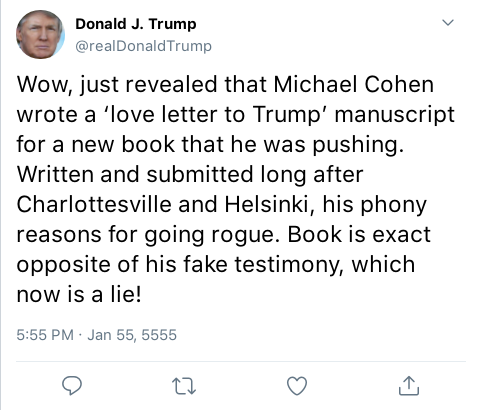 Donald J. Trump
@realDonaldTrump
Wow, just revealed that Michael Cohen
wrote a ‘love letter to Trump’ manuscript
for a new book that he was pushing.
Written and submitted long after
Charlottesville and Helsinki, his phony
reasons for going rogue. Book is exact
opposite of his fake testimony, which
now is a lie!
5:55 PM · Jan 55, 5555